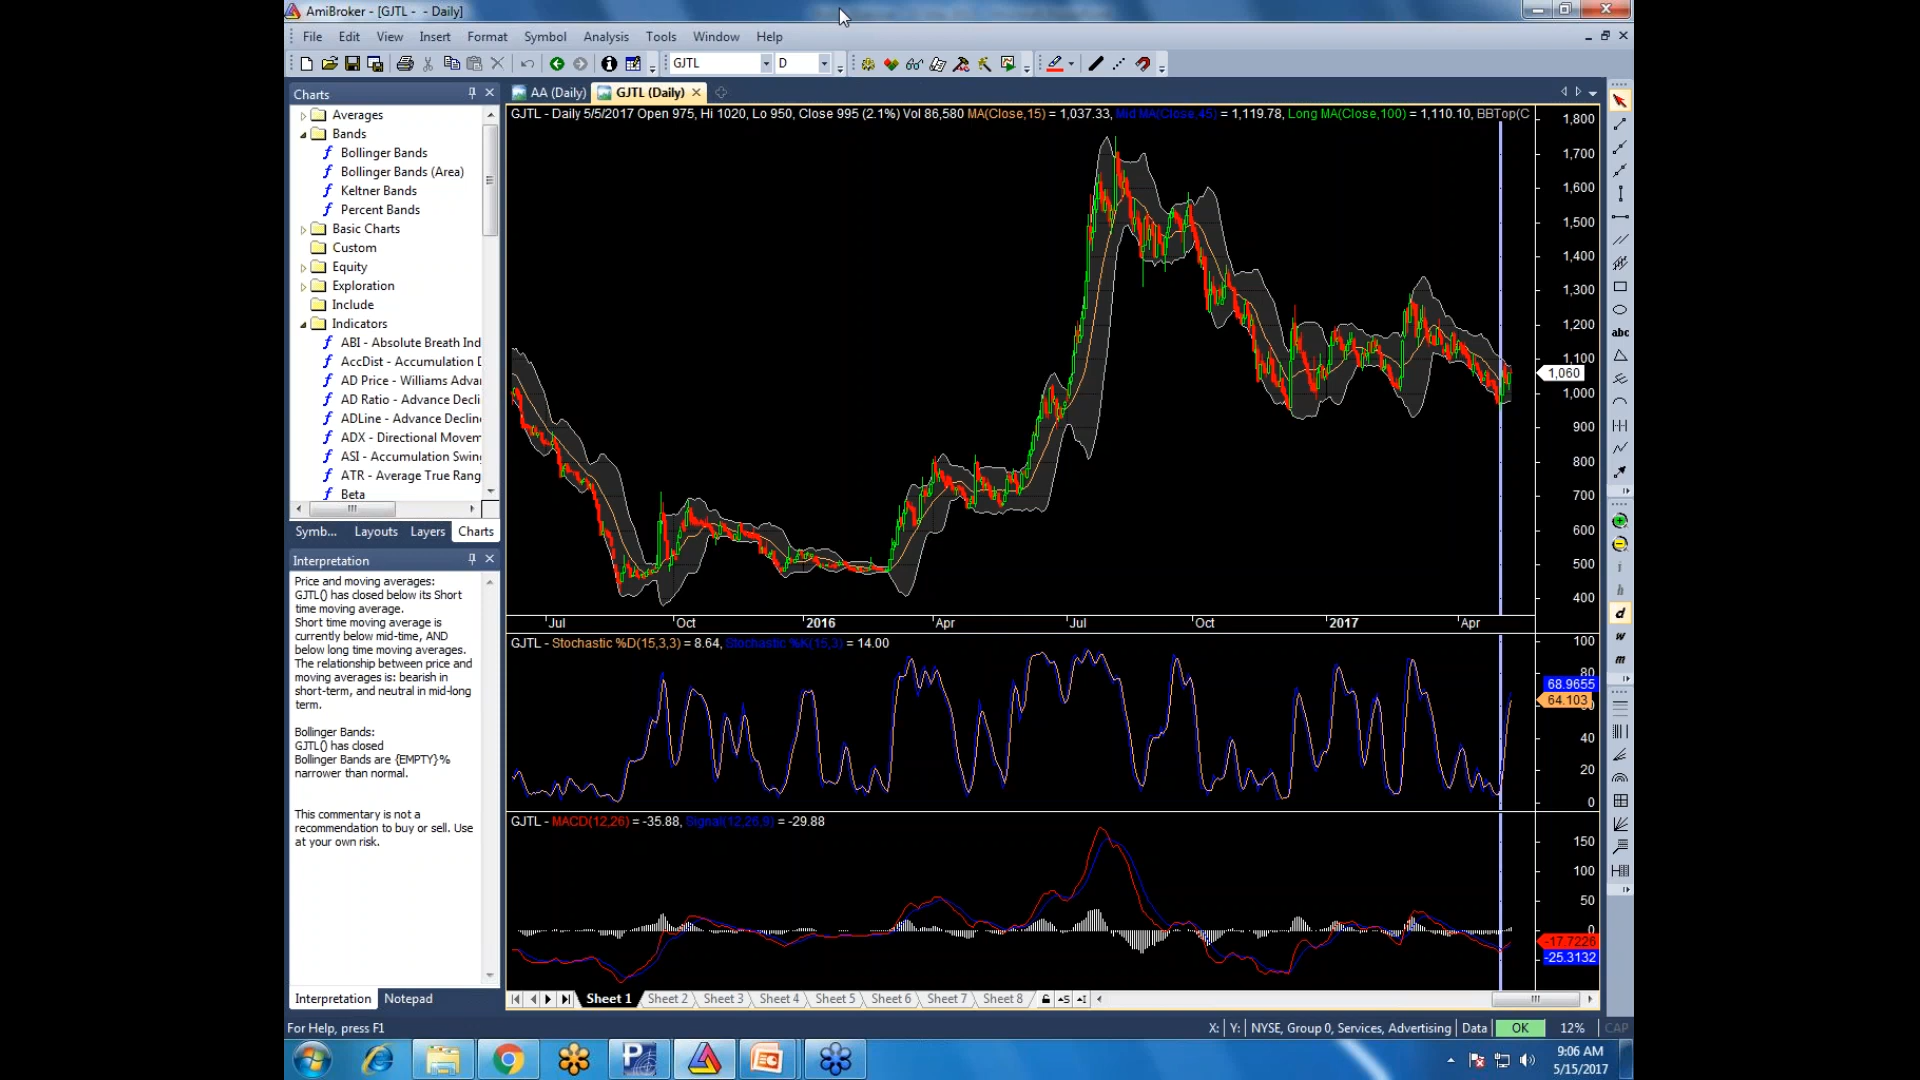 AmiBroker - [GJTL - - Daily]
File Edit View Insert Format Symbol Analysis Tools Window Help
GJTL D
Charts
Averages
Bands
Bollinger Bands
Bollinger Bands (Area)
Keltner Bands
Percent Bands
Basic Charts
Custom
Equity
Exploration
Include
Indicators
ABI - Absolute Breath Ind
AccDist - Accumulation D
AD Price - Williams Advan
AD Ratio - Advance Decli
ADLine - Advance Decline
ADX - Directional Movem
ASI - Accumulation Swing
ATR - Average True Rang
Beta
Symb... Layouts Layers Charts
Interpretation
Price and moving averages:
GJTL() has closed below its Short
time moving average.
Short time moving average is
currently below mid-time, AND
below long time moving averages.
The relationship between price and
moving averages is: bearish in
short-term, and neutral in mid-long
term.
Bollinger Bands:
GJTL() has closed
Bollinger Bands are {EMPTY}%
narrower than normal.
This commentary is not a
recommendation to buy or sell. Use
at your own risk.
Interpretation Notepad
AA (Daily) GJTL (Daily)
GJTL - Daily 5/5/2017 Open 975, Hi 1020, Lo 950, Close 995 (2.1%) Vol 86,580 MA(Close,15) = 1,037.33, Mid MA(Close,45) = 1,119.78, Long MA(Close,100) = 1,110.10, BBTop(C
1,800
1,700
1,600
1,500
1,400
1,300
1,200
1,100
1,060
1,000
900
800
700
600
500
400
Jul Oct 2016 Apr Jul Oct 2017 Apr
GJTL - Stochastic %D(15,3,3) = 8.64, Stochastic %K(15,3) = 14.00
100
80
68.9655
64.103
40
20
0
GJTL - MACD(12,26) = -35.88, Signal(12,26,9) = -29.88
150
100
50
0
-17.7226
-25.3132
Sheet 1 Sheet 2 Sheet 3 Sheet 4 Sheet 5 Sheet 6 Sheet 7 Sheet 8
abc
i
h
d
w
m
For Help, press F1
X: Y: NYSE, Group 0, Services, Advertising Data OK 12% CAP
9:06 AM
5/15/2017